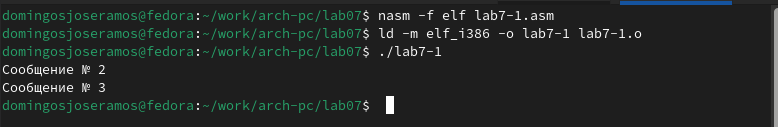 domingosjoseramos@fedora:~/work/arch-pc/lab07$ nasm -f elf lab7-1.asm
domingosjoseramos@fedora:~/work/arch-pc/lab07$ ld -m elf_i386 -o lab7-1 lab7-1.o
domingosjoseramos@fedora:~/work/arch-pc/lab07$ ./lab7-1
Сообщение № 2
Сообщение № 3
domingosjoseramos@fedora:~/work/arch-pc/lab07$